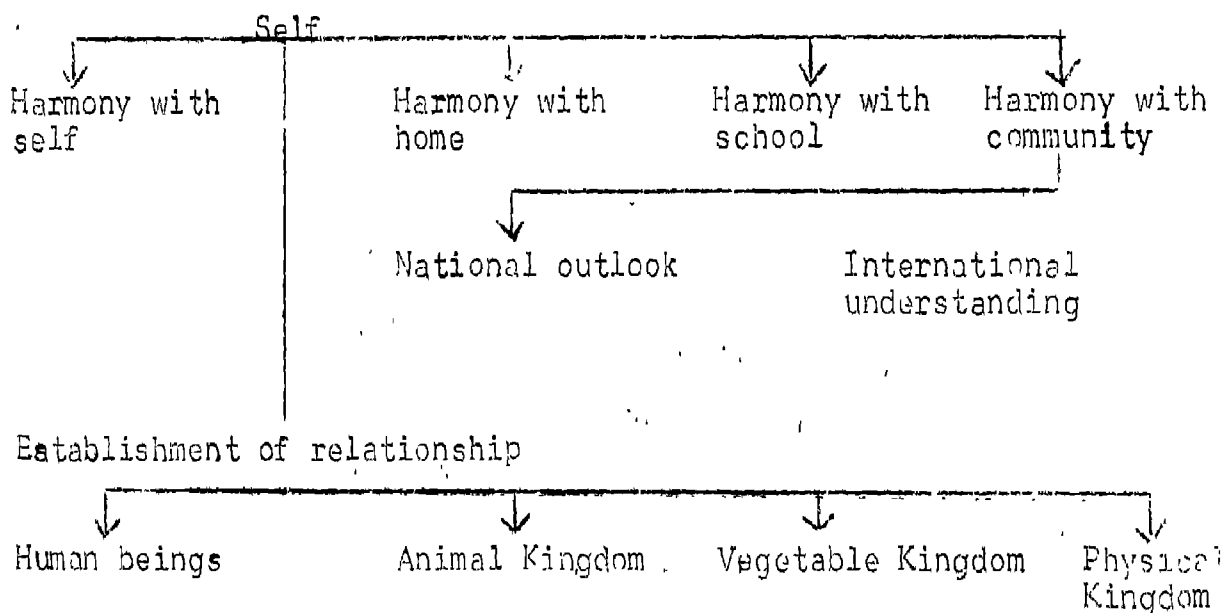 Self
Harmony with self
Harmony with home
Harmony with school
Harmony with community
National outlook
International understanding
Establishment of relationship
Human beings
Animal Kingdom
Vegetable Kingdom
Physical Kingdom